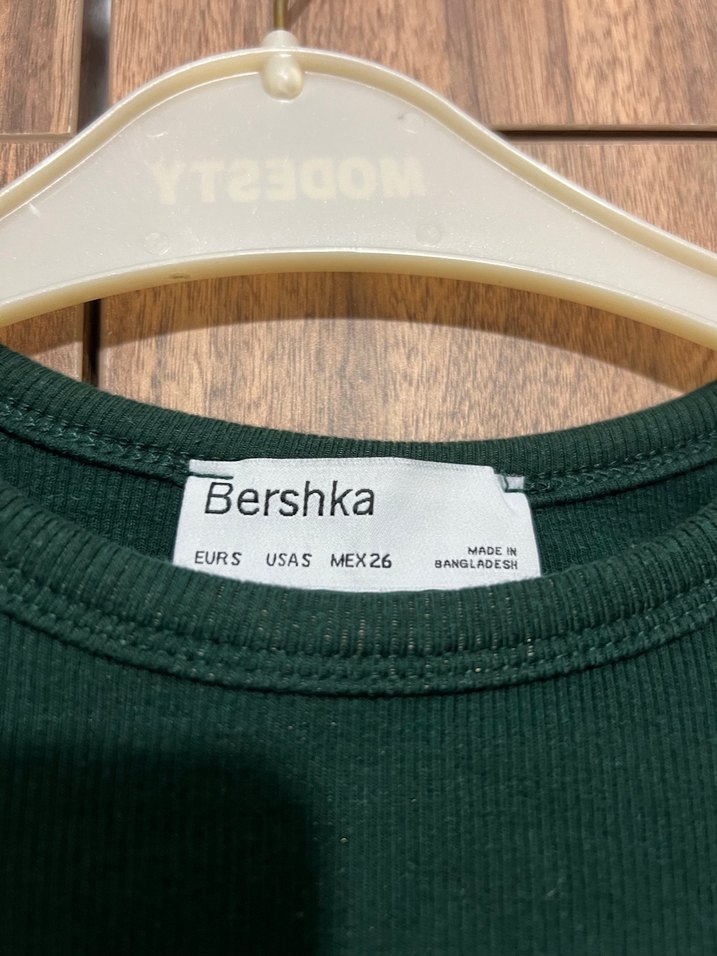 MODESTY
Bershka
EUR S USA S MEX 26
MADE IN
BANGLADESH